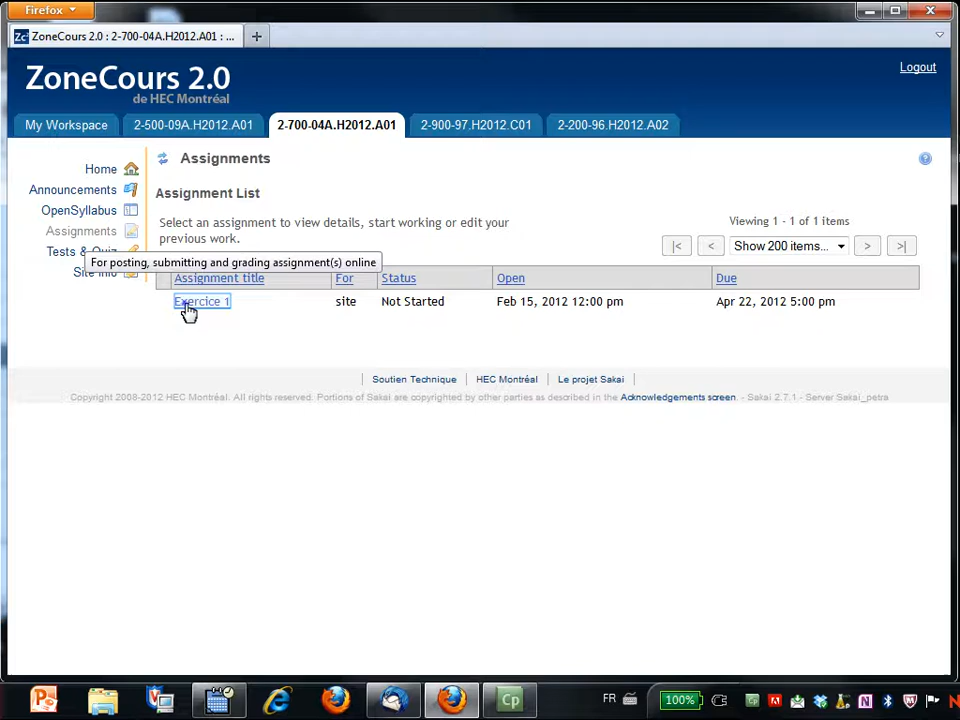 Firefox
ZoneCours 2.0 : 2-700-04A.H2012.A01 : ...
ZoneCours 2.0
de HEC Montréal
Logout
My Workspace
2-500-09A.H2012.A01
2-700-04A.H2012.A01
2-900-97.H2012.C01
2-200-96.H2012.A02
Home
Announcements
OpenSyllabus
Assignments
Tests & Quiz
Site Info
Assignments
Assignment List
Select an assignment to view details, start working or edit your
previous work.
Viewing 1 - 1 of 1 items
|< < Show 200 items... > >|
For posting, submitting and grading assignment(s) online
Assignment title For Status Open Due
Exercice 1 site Not Started Feb 15, 2012 12:00 pm Apr 22, 2012 5:00 pm
Soutien Technique | HEC Montréal | Le projet Sakai
Copyright 2008-2012 HEC Montréal. All rights reserved. Portions of Sakai are copyrighted by other parties as described in the Acknowledgements screen. - Sakai 2.7.1 - Server Sakai_petra
FR
100%